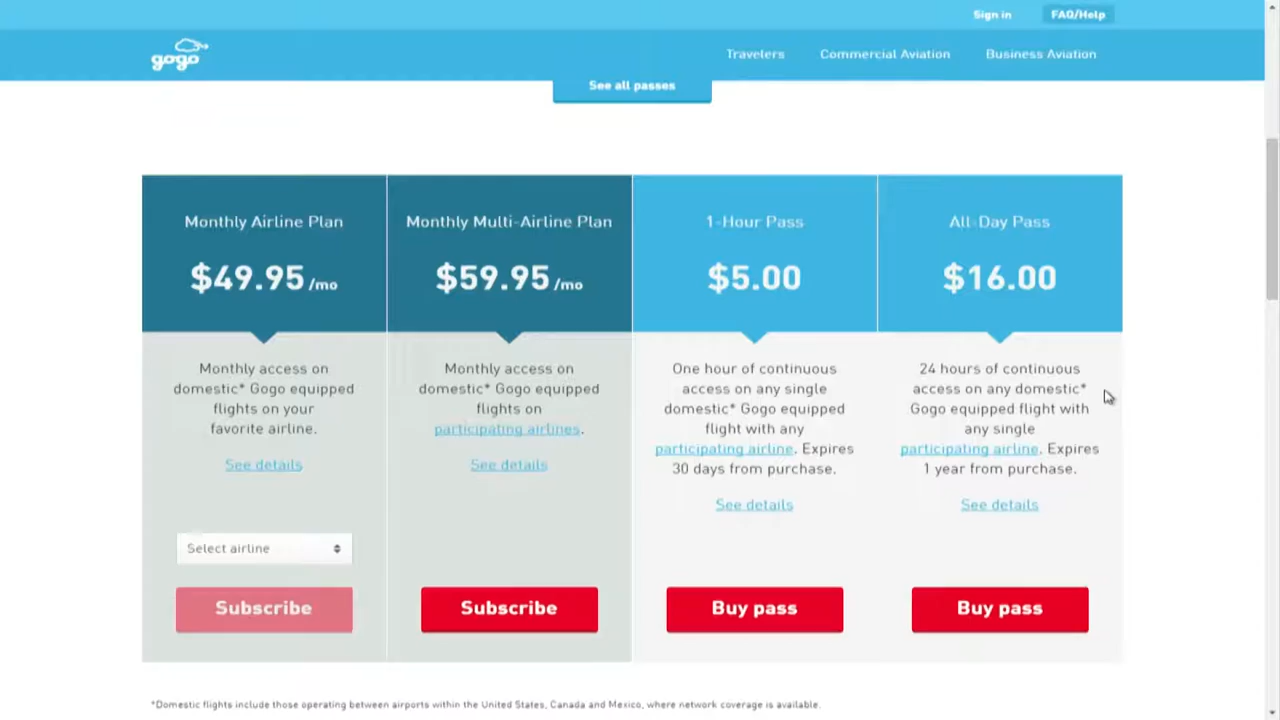 Sign in
FAQ/Help
gogo
Travelers
Commercial Aviation
Business Aviation
See all passes
Monthly Airline Plan
$49.95 /mo
Monthly access on
domestic* Gogo equipped
flights on your
favorite airline.
See details
Select airline
Subscribe
Monthly Multi-Airline Plan
$59.95 /mo
Monthly access on
domestic* Gogo equipped
flights on
participating airlines.
See details
Subscribe
1-Hour Pass
$5.00
One hour of continuous
access on any single
domestic* Gogo equipped
flight with any
participating airline. Expires
30 days from purchase.
See details
Buy pass
All-Day Pass
$16.00
24 hours of continuous
access on any domestic*
Gogo equipped flight with
any single
participating airline. Expires
1 year from purchase.
See details
Buy pass
*Domestic flights include those operating between airports within the United States, Canada and Mexico, where network coverage is available.